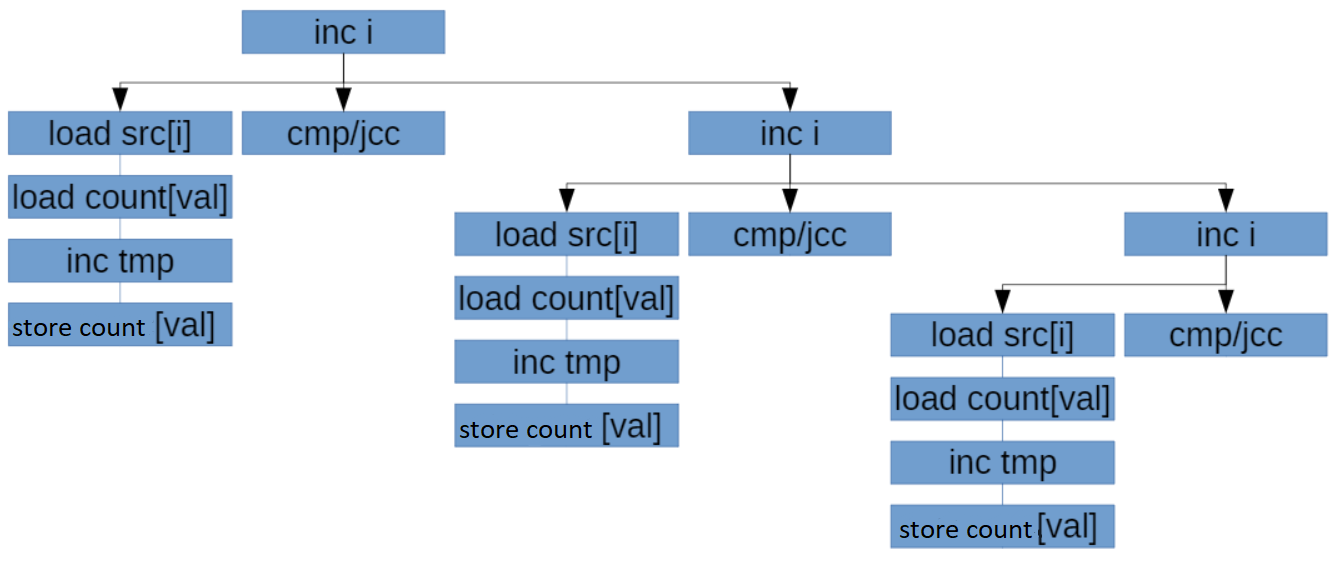 inc i
load src[i]
cmp/jcc
inc i
load count[val]
inc tmp
store count [val]
load src[i]
cmp/jcc
inc i
load count[val]
inc tmp
store count [val]
load src[i]
cmp/jcc
load count[val]
inc tmp
store count [val]